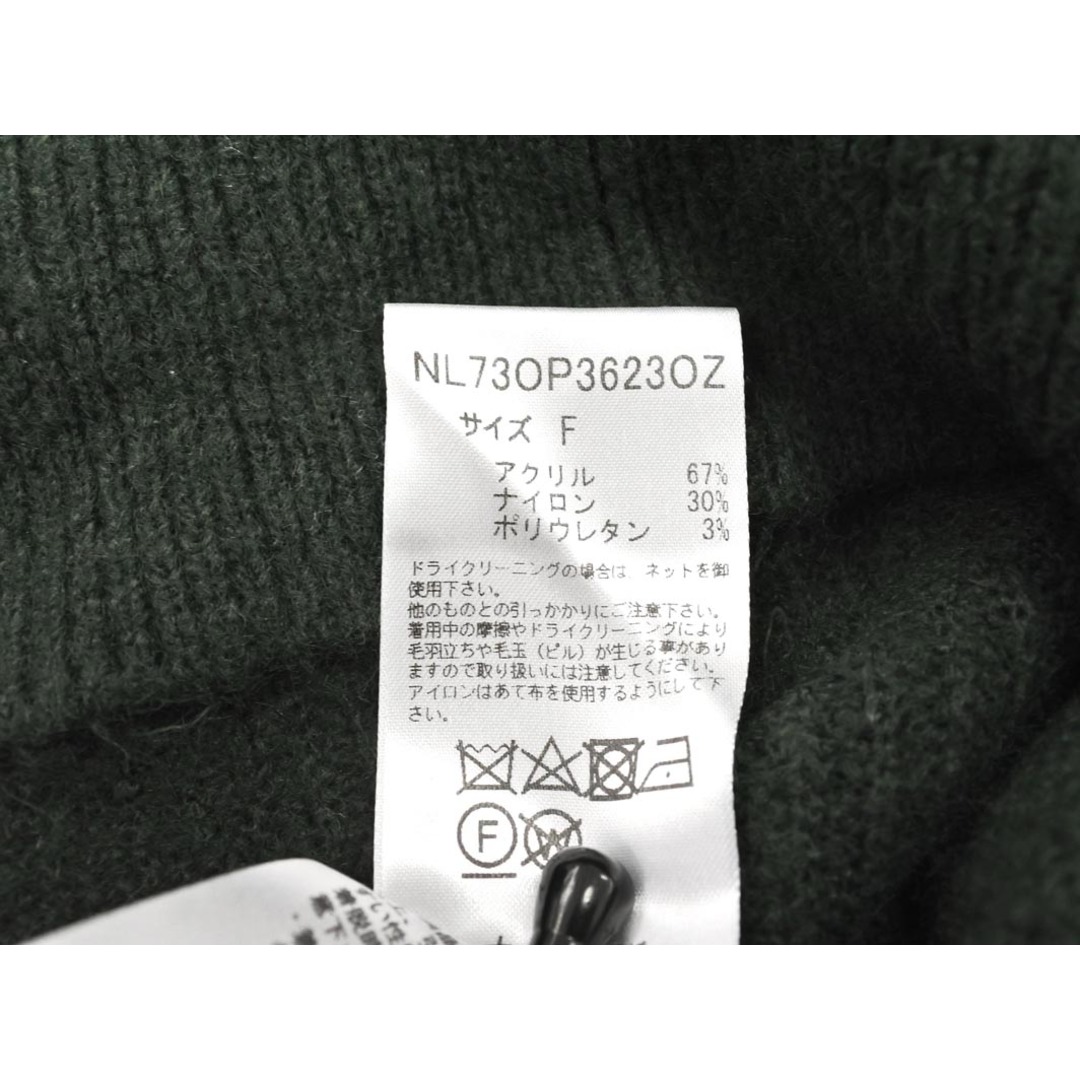 NL73OP3623OZ
サイズ F
アクリル 67%
ナイロン 30%
ポリウレタン 3%
ドライクリーニングの場合は、ネットを御
使用下さい。
他のものとの引っかかりにご注意下さい。
着用中の摩擦やドライクリーニングにより
毛羽立ちや毛玉（ピル）が生じる事があり
ますので取り扱いには注意してください。
アイロンはあて布を使用するようにして下
さい。
F
W